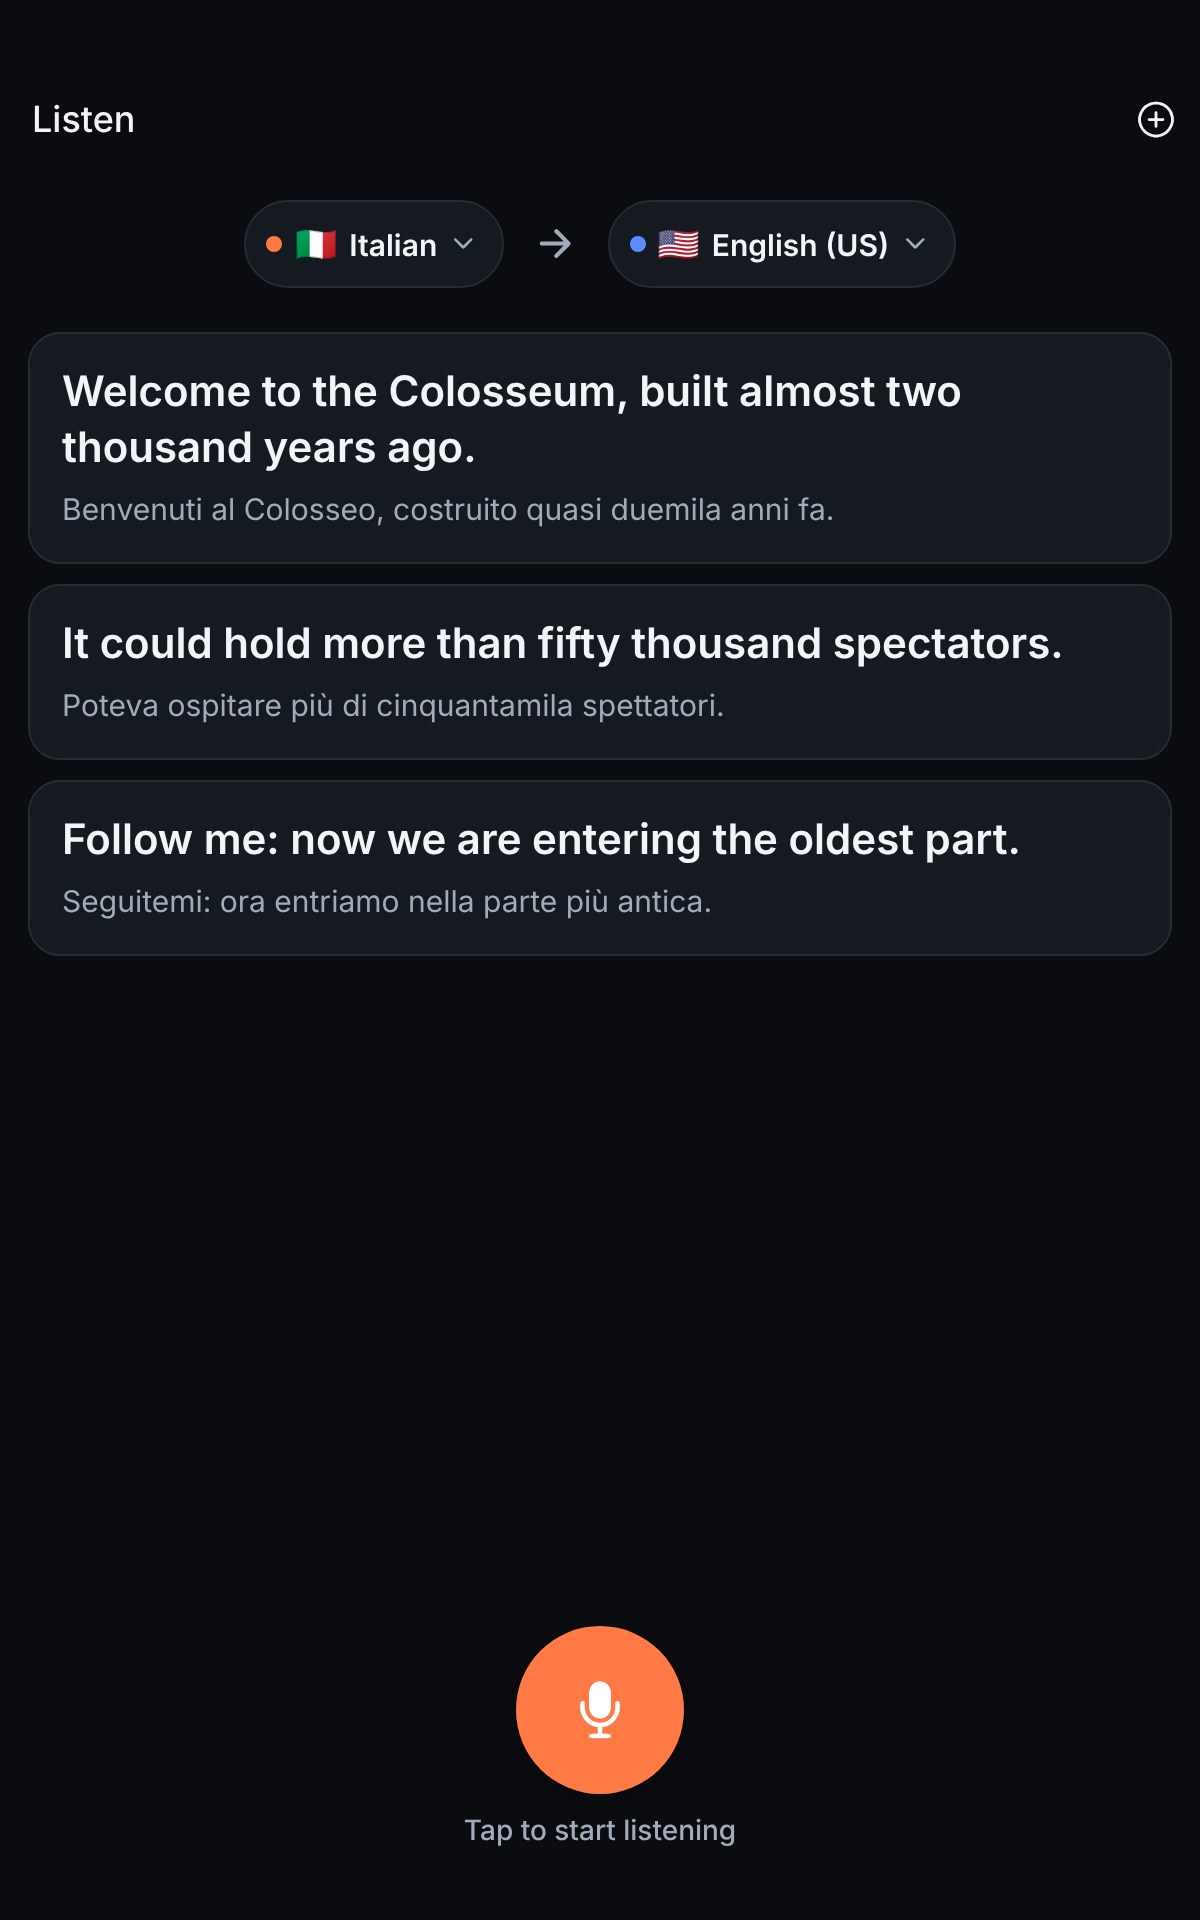 Listen
Italian
English (US)
Welcome to the Colosseum, built almost two
thousand years ago.
Benvenuti al Colosseo, costruito quasi duemila anni fa.
It could hold more than fifty thousand spectators.
Poteva ospitare più di cinquantamila spettatori.
Follow me: now we are entering the oldest part.
Seguitemi: ora entriamo nella parte più antica.
Tap to start listening